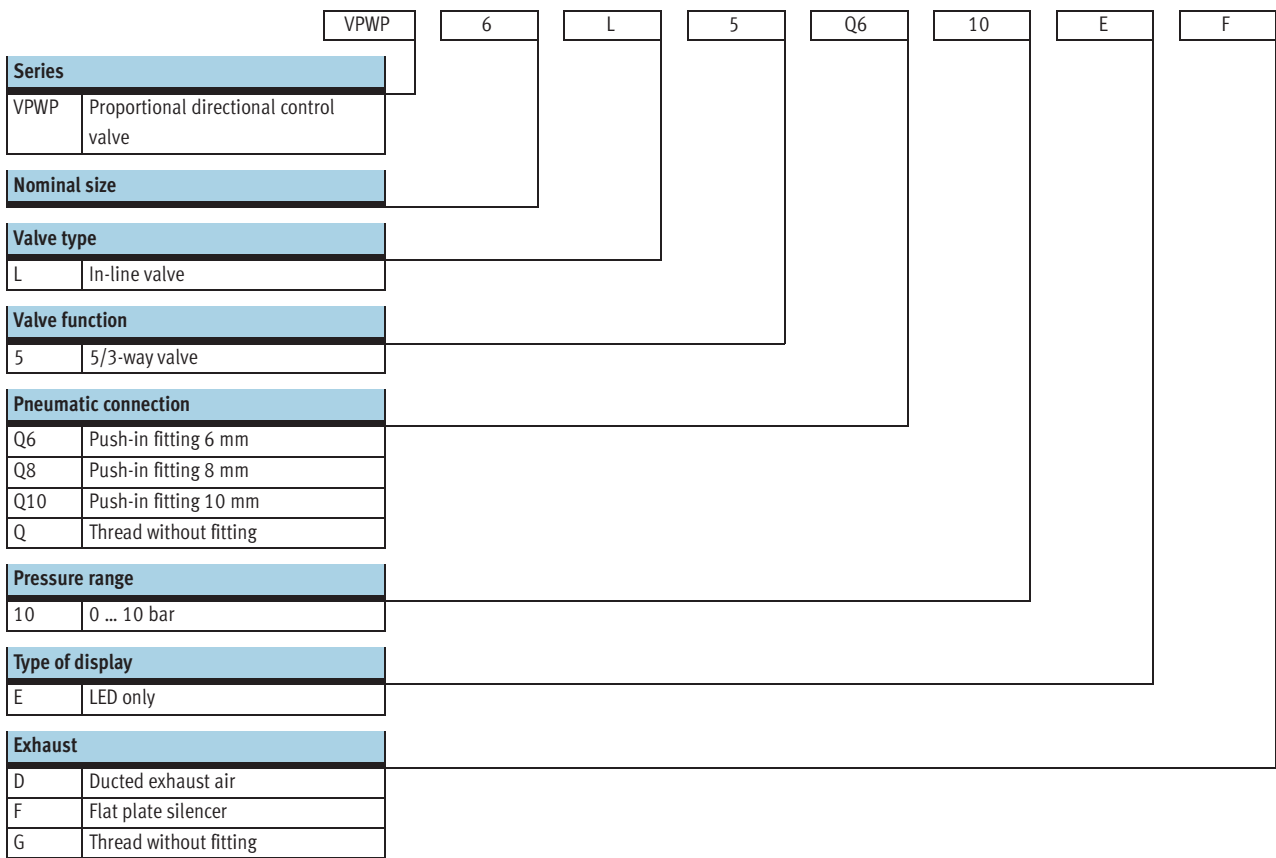 VPWP 6 L 5 Q6 10 E F
Series
VPWP Proportional directional control
valve
Nominal size
Valve type
L In-line valve
Valve function
5 5/3-way valve
Pneumatic connection
Q6 Push-in fitting 6 mm
Q8 Push-in fitting 8 mm
Q10 Push-in fitting 10 mm
Q Thread without fitting
Pressure range
10 0 … 10 bar
Type of display
E LED only
Exhaust
D Ducted exhaust air
F Flat plate silencer
G Thread without fitting